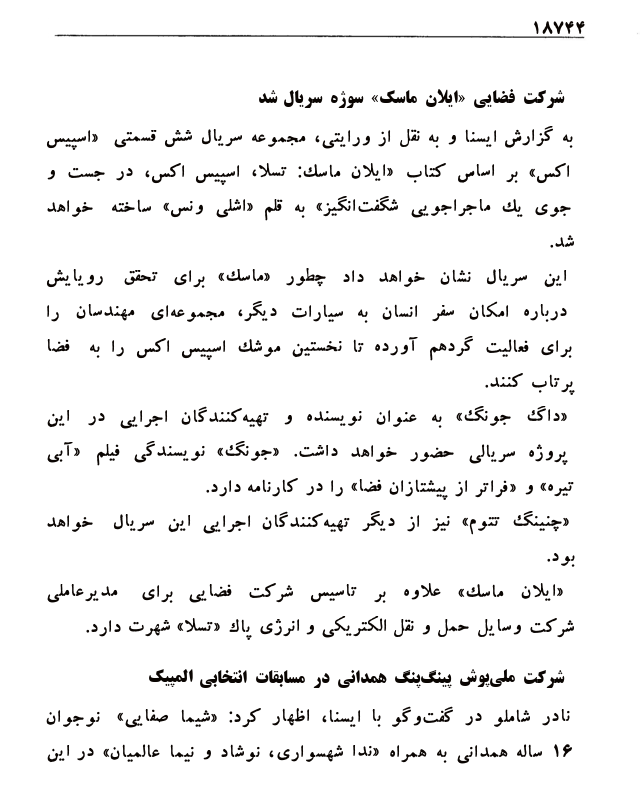 ۱۸۷۴۴
شرکت فضایی «ایلان ماسک» سوژه سریال شد
به گزارش ایسنا و به نقل از ورایتی، مجموعه سریال شش قسمتی «اسپیس
اکس» بر اساس کتاب «ایلان ماسک: تسلا، اسپیس اکس، در جست و
جوی یک ماجراجویی شگفت‌انگیز» به قلم «اشلی ونس» ساخته خواهد
شد.
این سریال نشان خواهد داد چطور «ماسک» برای تحقق رویایش
درباره امکان سفر انسان به سیارات دیگر، مجموعه‌ای مهندسان را
برای فعالیت گردهم آورده تا نخستین موشک اسپیس اکس را به فضا
پرتاب کنند.
«داگ جونگ» به عنوان نویسنده و تهیه‌کنندگان اجرایی در این
پروژه سریالی حضور خواهد داشت. «جونگ» نویسندگی فیلم «آبی
تیره» و «فراتر از پیشتازان فضا» را در کارنامه دارد.
«چنینگ تتوم» نیز از دیگر تهیه‌کنندگان اجرایی این سریال خواهد
بود.
«ایلان ماسک» علاوه بر تاسیس شرکت فضایی برای مدیرعاملی
شرکت وسایل حمل و نقل الکتریکی و انرژی پاک «تسلا» شهرت دارد.
شرکت ملی‌پوش پینگ‌پنگ همدانی در مسابقات انتخابی المپیک
نادر شاملو در گفت‌وگو با ایسنا، اظهار کرد: «شیما صفایی» نوجوان
۱۶ ساله همدانی به همراه «ندا شهسواری، نوشاد و نیما عالمیان» در این